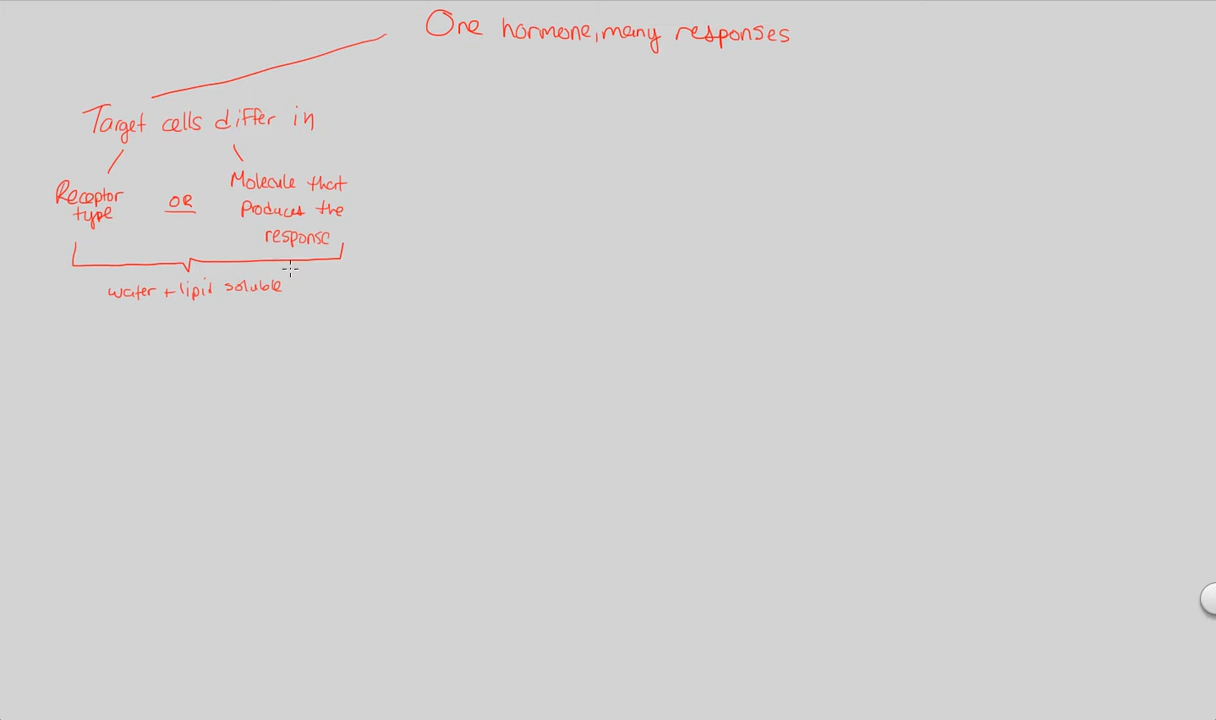 One hormone, many responses
Target cells differ in
Receptor
type
OR
Molecule that
Produces the
response
water + lipid soluble